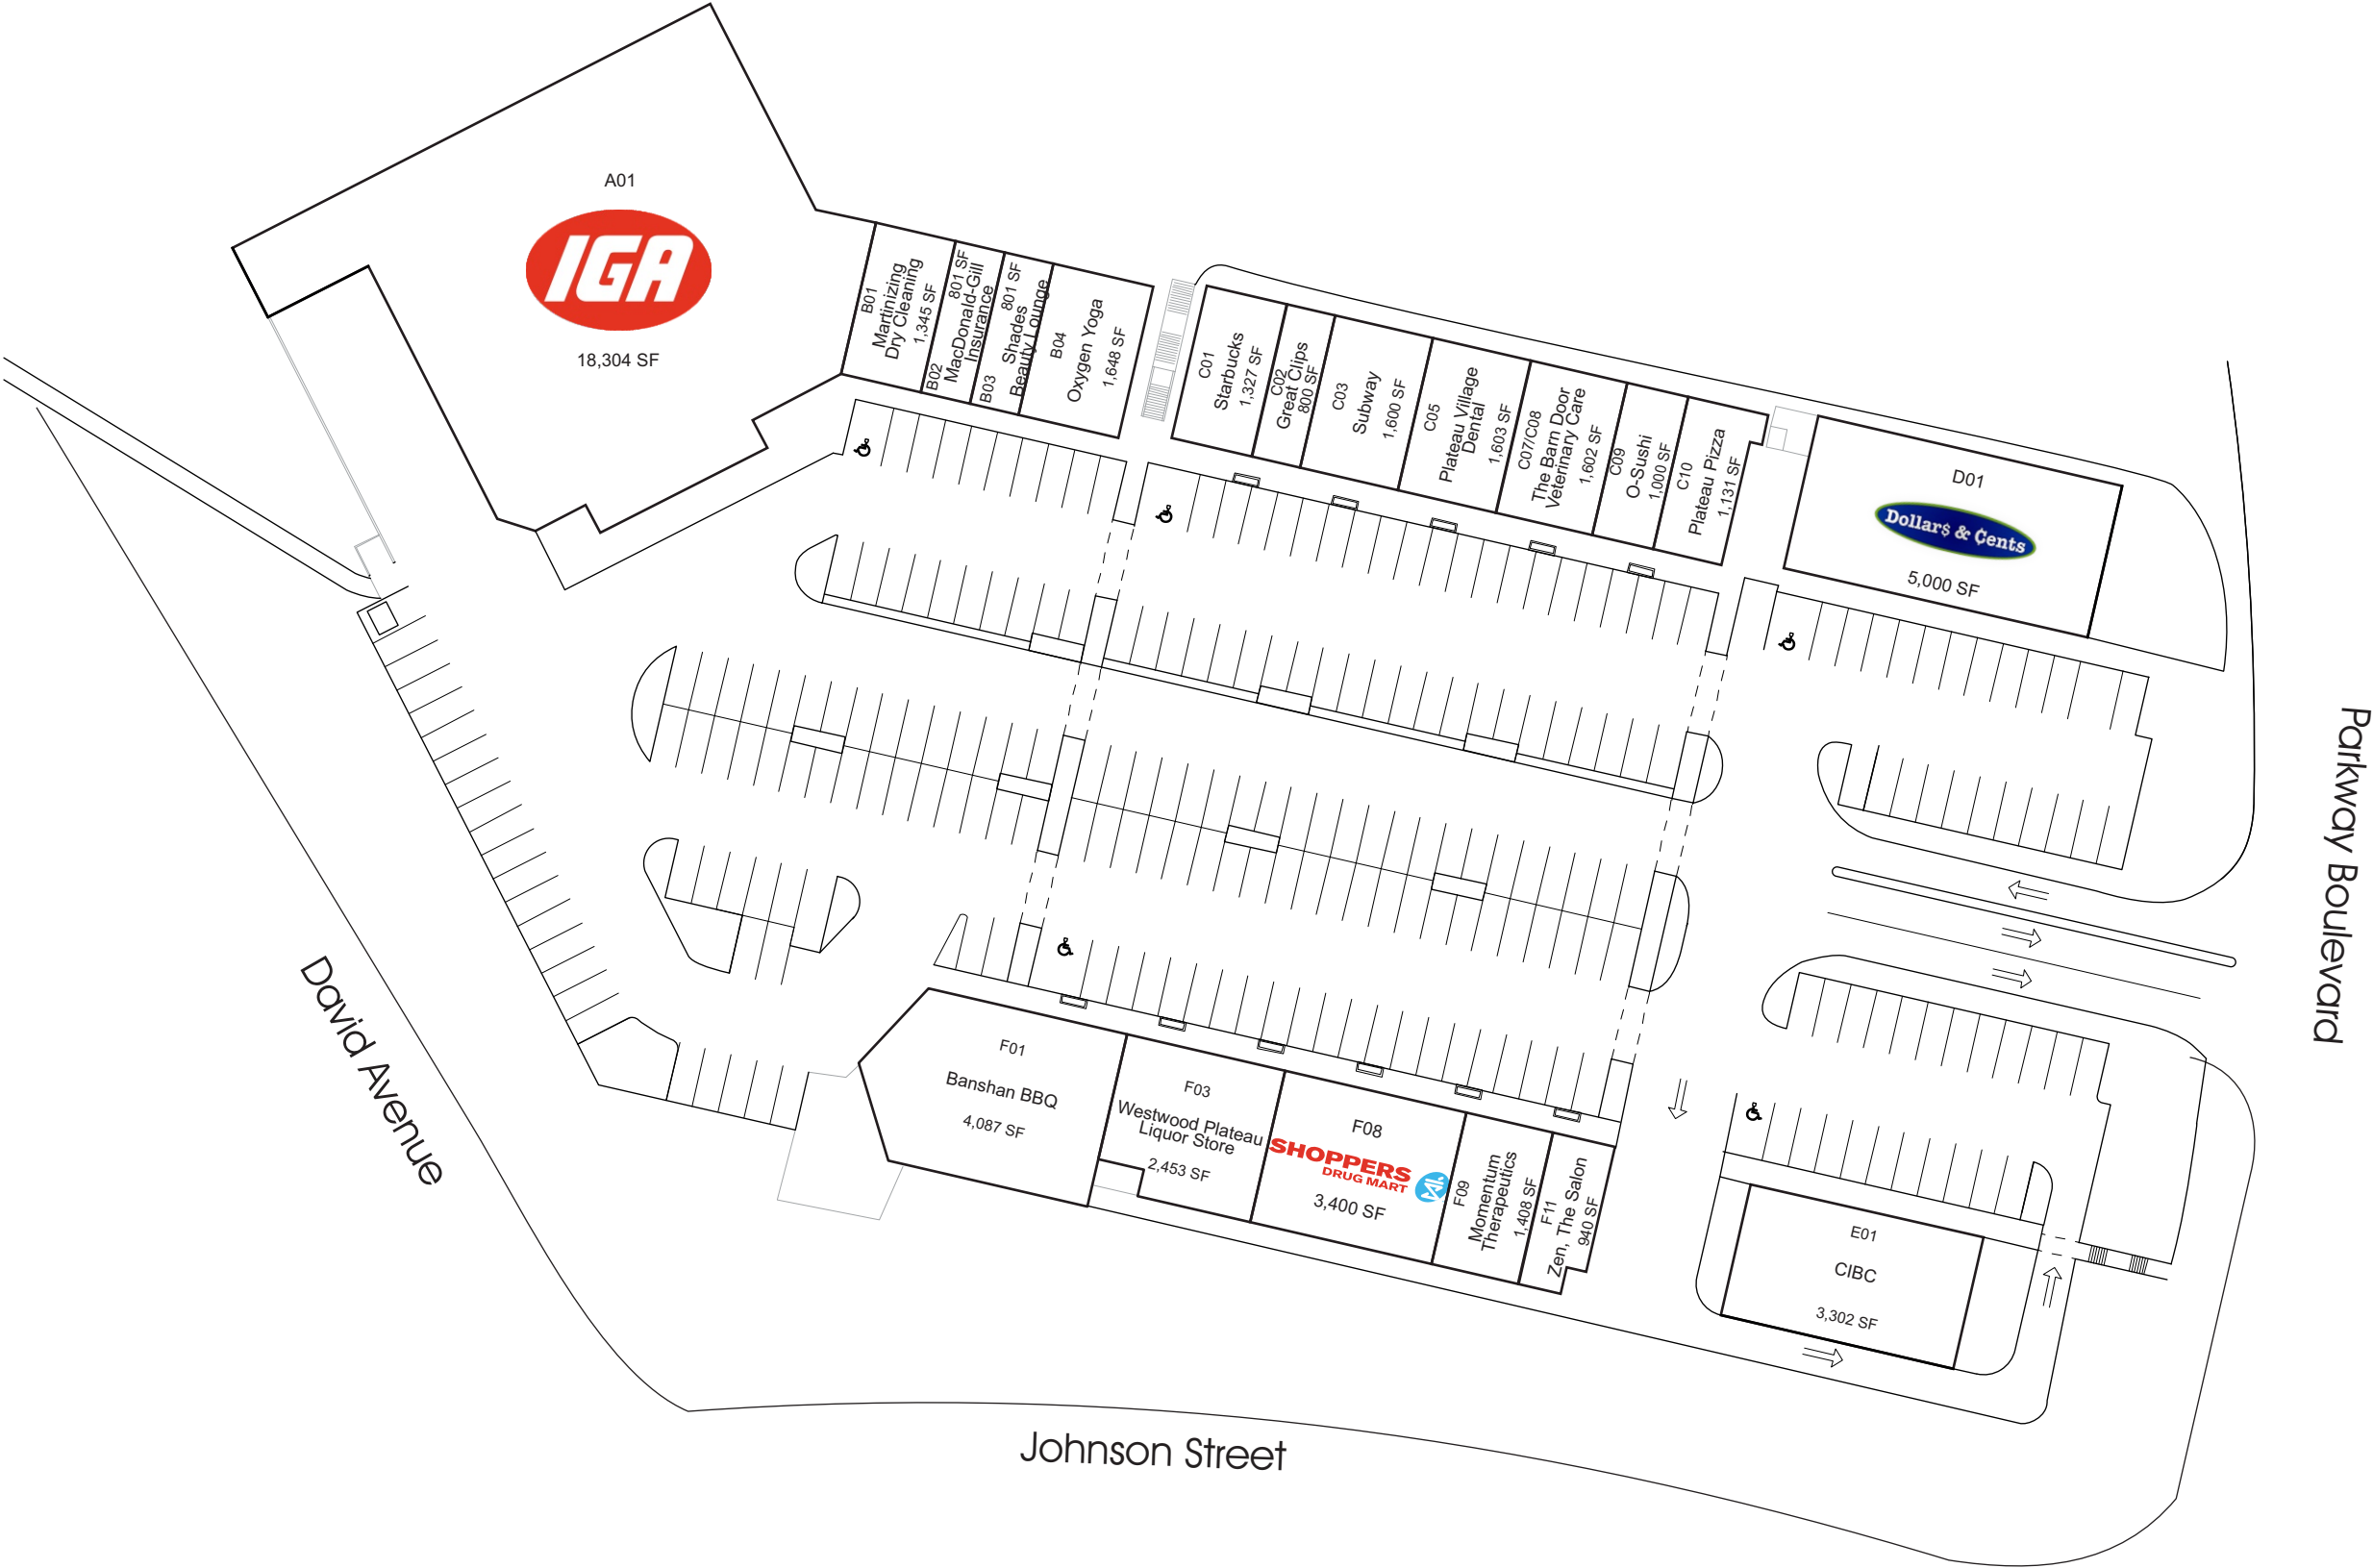 A01
IGA
18,304 SF
B01
Martinizing
Dry Cleaning
1,345 SF
B02
801 SF
MacDonald-Gill
Insurance
B03
801 SF
Shades
Beauty Lounge
B04
Oxygen Yoga
1,648 SF
C01
Starbucks
1,327 SF
C02
Great Clips
800 SF
C03
Subway
1,600 SF
C05
Plateau Village
Dental
1,603 SF
C07/C08
The Barn Door
Veterinary Care
1,602 SF
C09
O-Sushi
1,000 SF
C10
Plateau Pizza
1,131 SF
D01
Dollar$ & ¢ents
5,000 SF
Parkway Boulevard
David Avenue
F01
Banshan BBQ
4,087 SF
F03
Westwood Plateau
Liquor Store
2,453 SF
F08
SHOPPERS
DRUG MART
3,400 SF
F09
Momentum
Therapeutics
1,408 SF
F11
Zen, The Salon
940 SF
E01
CIBC
3,302 SF
Johnson Street